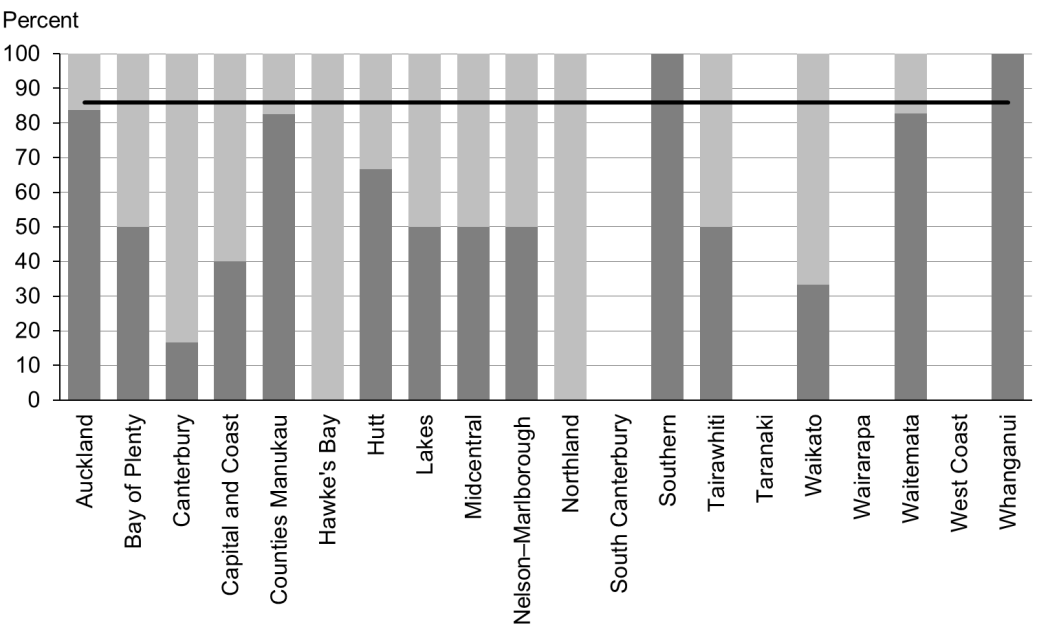 Percent
100
90
80
70
60
50
40
30
20
10
0
Auckland
Bay of Plenty
Canterbury
Capital and Coast
Counties Manukau
Hawke's Bay
Hutt
Lakes
Midcentral
Nelson–Marlborough
Northland
South Canterbury
Southern
Tairawhiti
Taranaki
Waikato
Wairarapa
Waitemata
West Coast
Whanganui